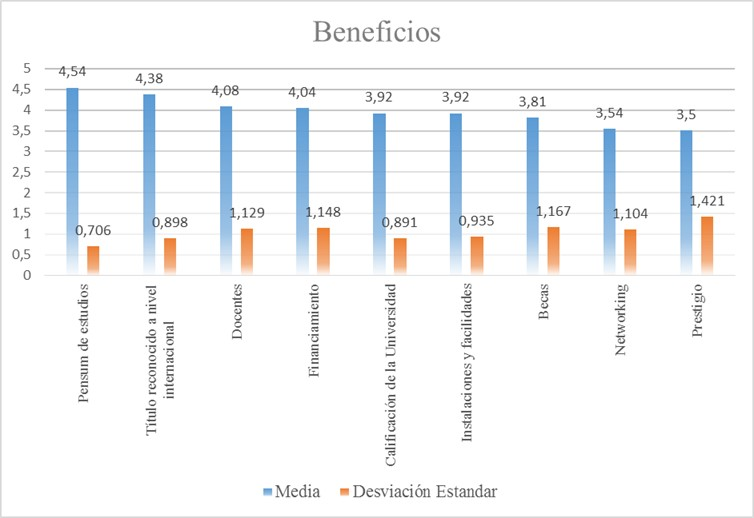 Beneficios
5
4,5
4
3,5
3
2,5
2
1,5
1
0,5
0
4,54
4,38
4,08
4,04
3,92
3,92
3,81
3,54
3,5
0,706
0,898
1,129
1,148
0,891
0,935
1,167
1,104
1,421
Pensum de estudios
Titulo reconocido a nivel
internacional
Docentes
Financiamiento
Calificación de la Universidad
Instalaciones y facilidades
Becas
Networking
Prestigio
Media
Desviación Estandar